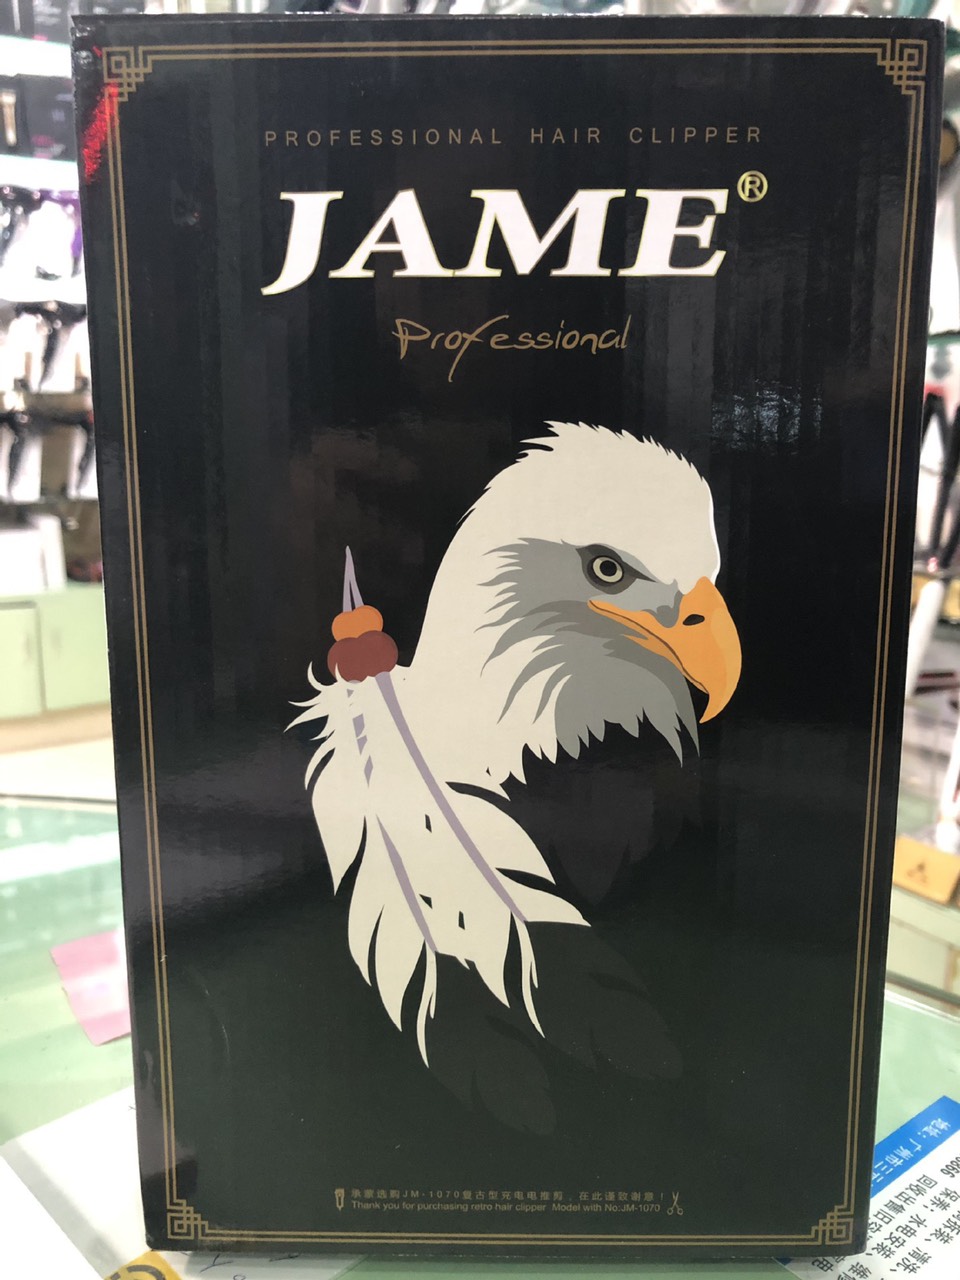 PROFESSIONAL HAIR CLIPPER
JAME®
Professional
承蒙选购JM-1070复古型充电电推剪，在此谨致谢意！
Thank you for purchasing retro hair clipper Model with No:JM-1070